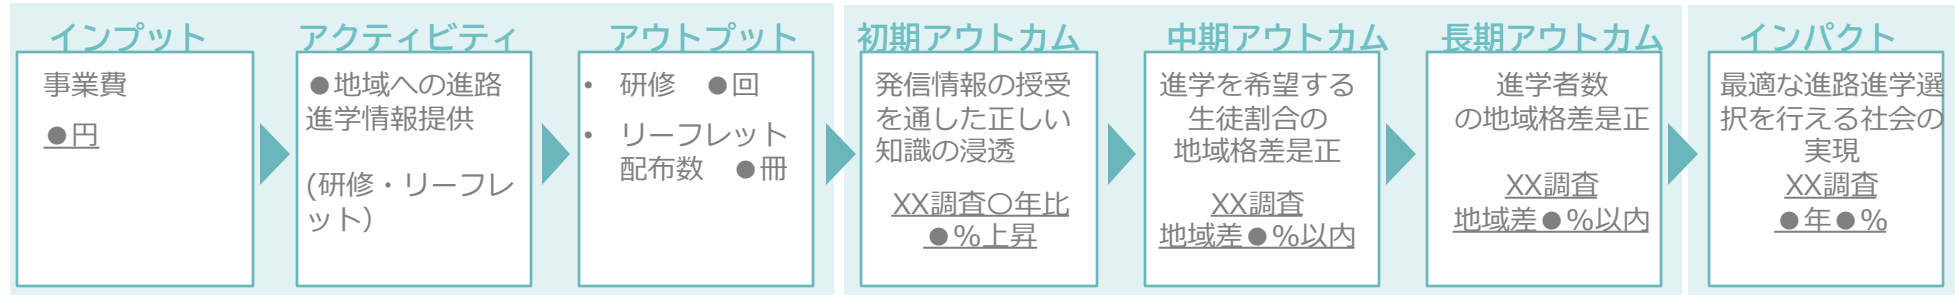 インプット
事業費
●円
アクティビティ
●地域への進路
進学情報提供
(研修・リーフレ
ット）
アウトプット
• 研修　●回
• リーフレット
配布数　●冊
初期アウトカム
発信情報の授受
を通した正しい
知識の浸透
XX調査〇年比
●%上昇
中期アウトカム
進学を希望する
生徒割合の
地域格差是正
XX調査
地域差●%以内
長期アウトカム
進学者数
の地域格差是正
XX調査
地域差●%以内
インパクト
最適な進路進学選
択を行える社会の
実現
XX調査
●年●%